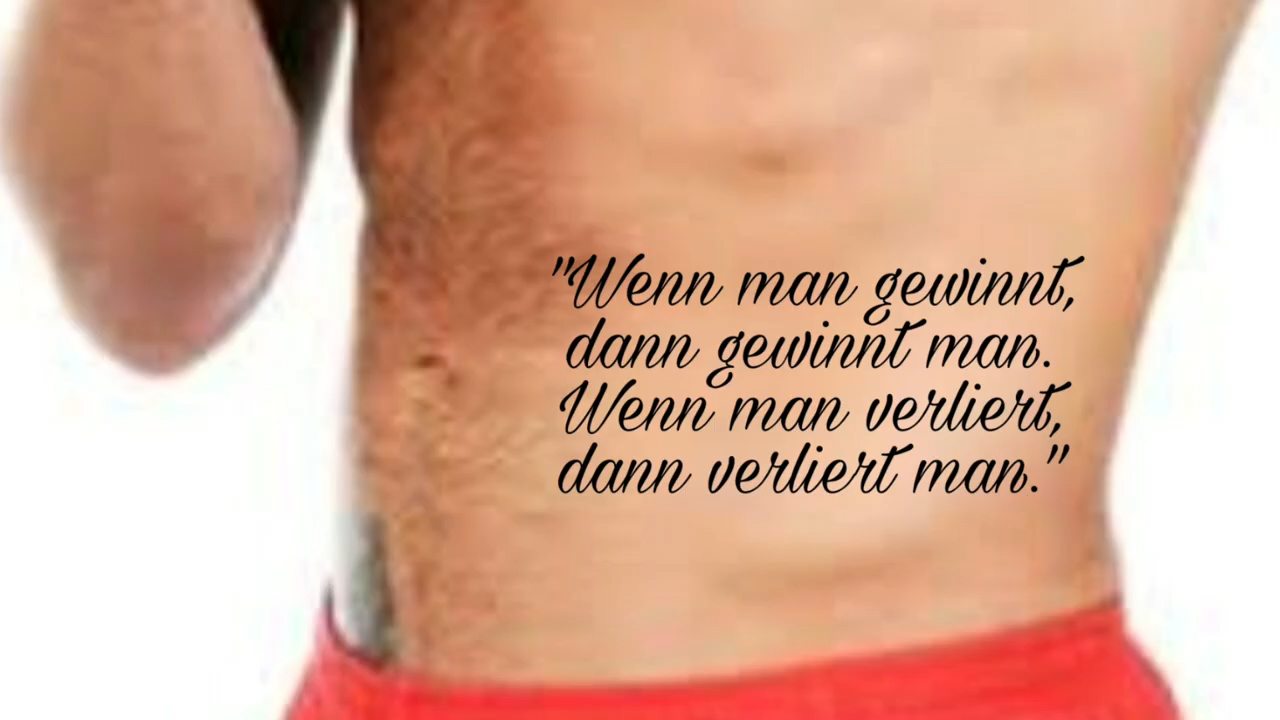 "Wenn man gewinnt,
dann gewinnt man.
Wenn man verliert,
dann verliert man."